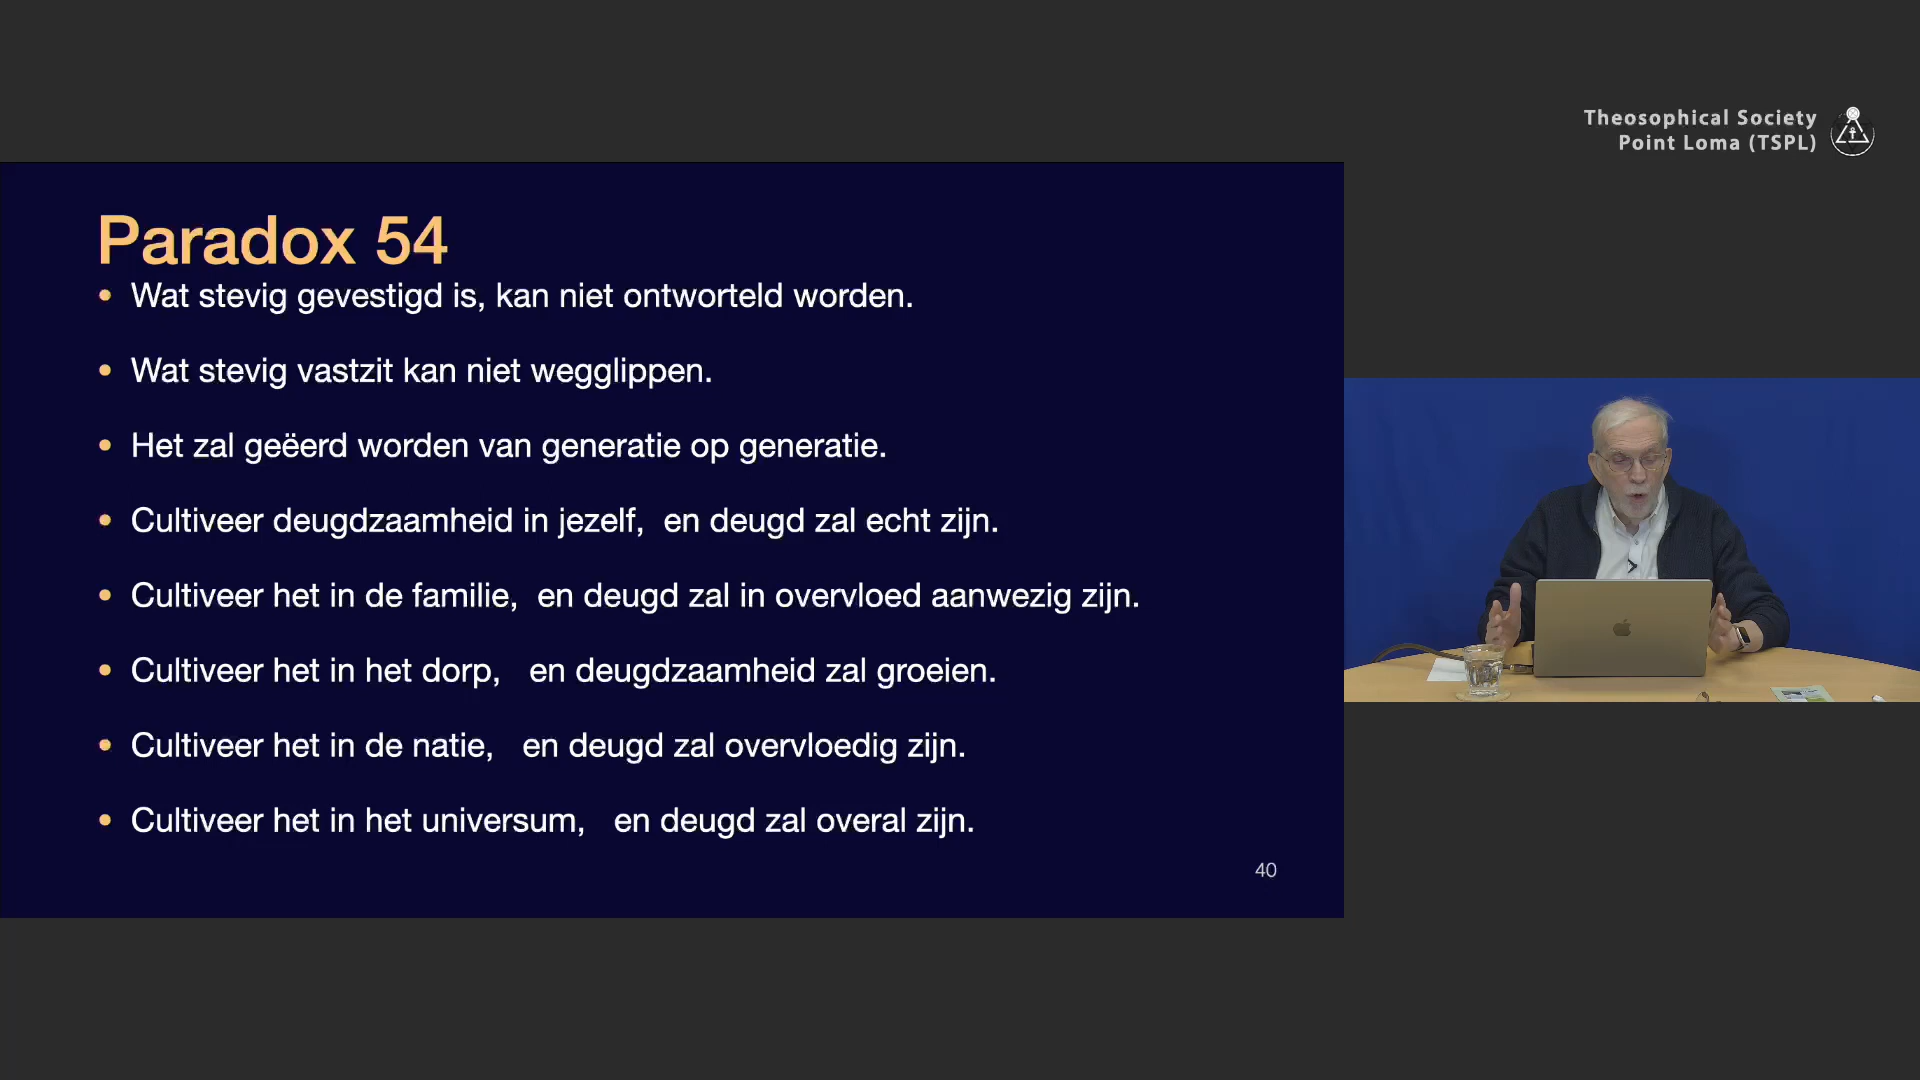 Theosophical Society
Point Loma (TSPL)
Paradox 54
• Wat stevig gevestigd is, kan niet ontworteld worden.
• Wat stevig vastzit kan niet wegglippen.
• Het zal geëerd worden van generatie op generatie.
• Cultiveer deugdzaamheid in jezelf,  en deugd zal echt zijn.
• Cultiveer het in de familie,  en deugd zal in overvloed aanwezig zijn.
• Cultiveer het in het dorp,   en deugdzaamheid zal groeien.
• Cultiveer het in de natie,   en deugd zal overvloedig zijn.
• Cultiveer het in het universum,   en deugd zal overal zijn.
40